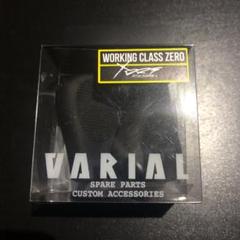 WORKING CLASS ZERO
VARIAL
SPARE PARTS
CUSTOM ACCESSORIES